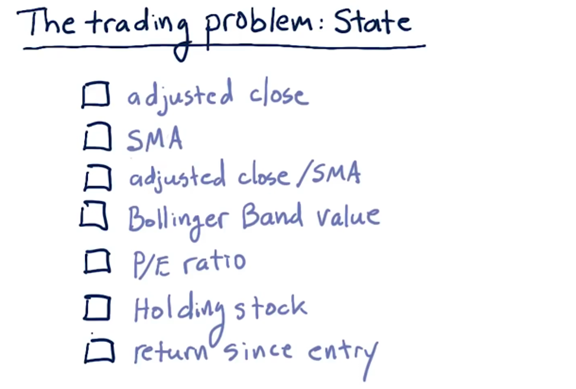 The trading problem: State
adjusted close
SMA
adjusted close/SMA
Bollinger Band value
P/E ratio
Holding stock
return since entry